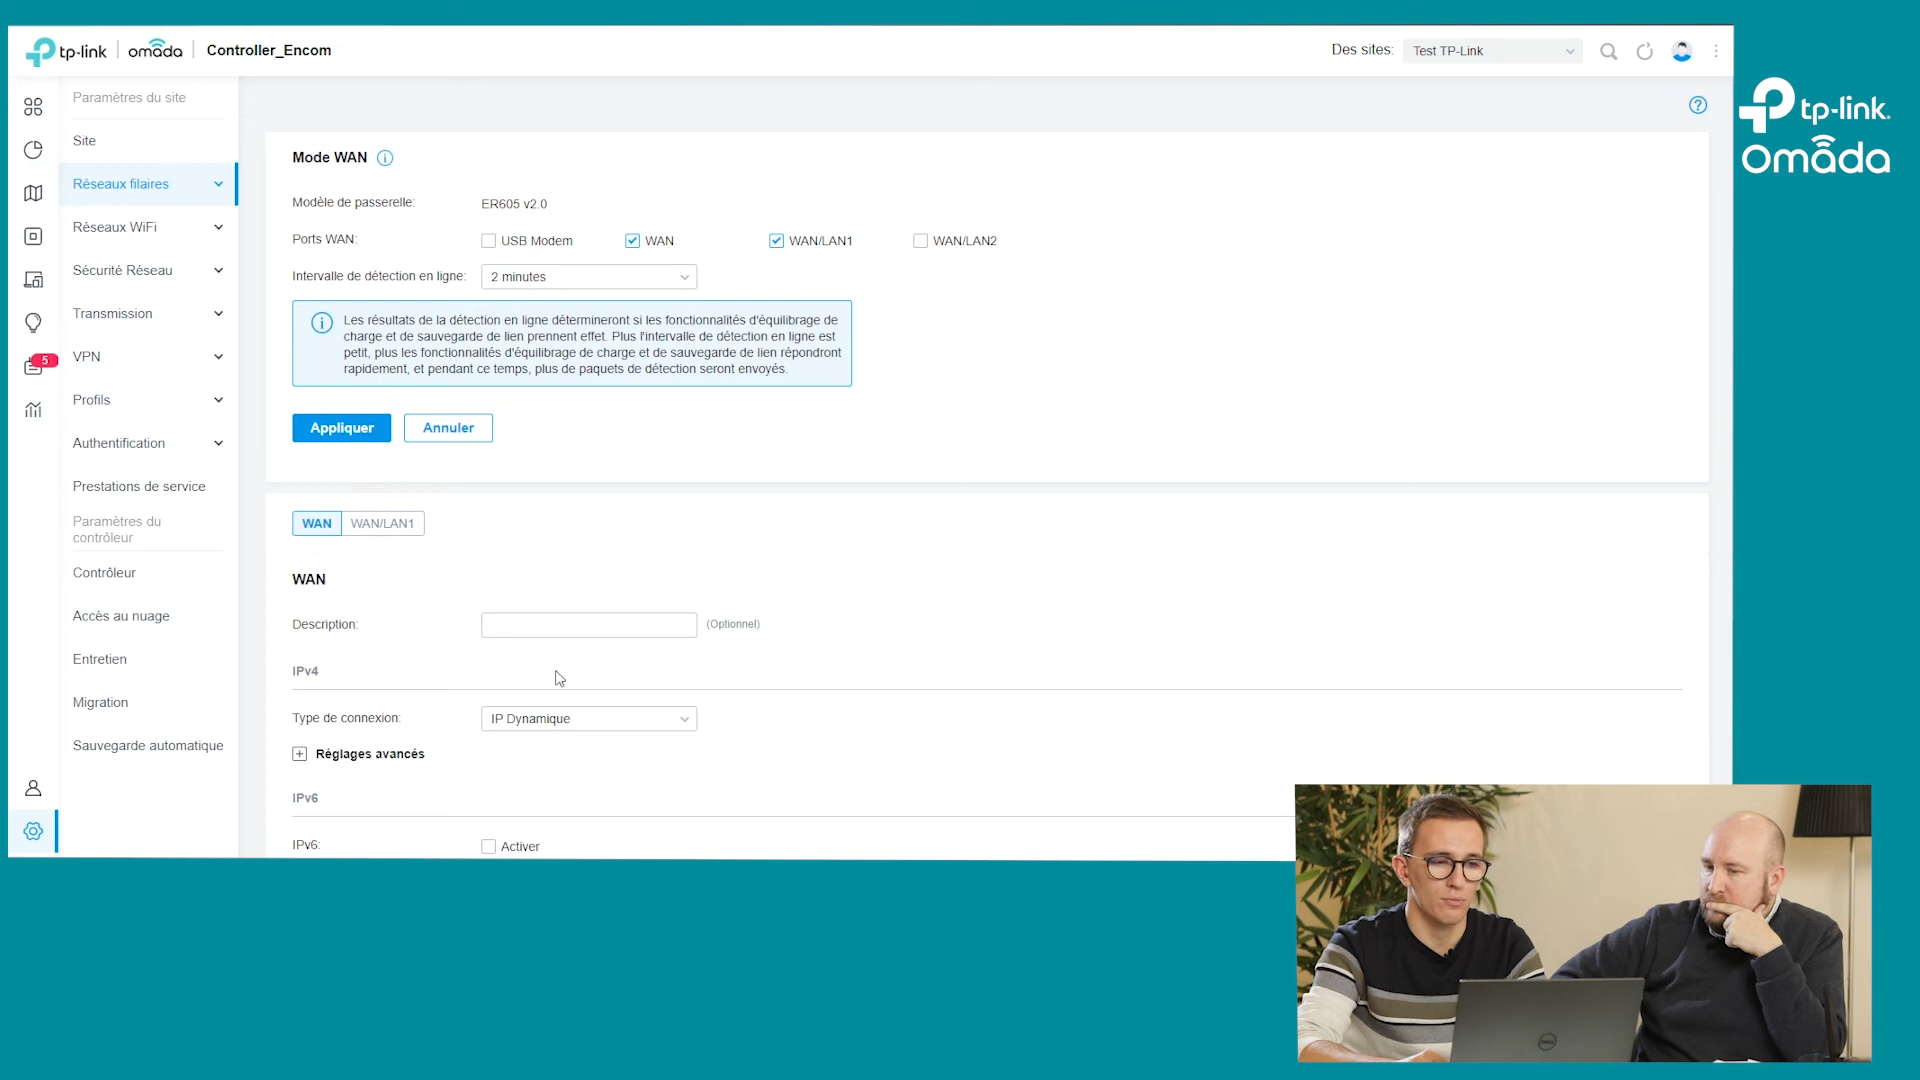 tp-link | omada | Controller_Encom
Des sites: Test TP-Link
tp-link
omada
Paramètres du site
Site
Réseaux filaires
Réseaux WiFi
Sécurité Réseau
Transmission
5
VPN
Profils
Authentification
Prestations de service
Paramètres du
contrôleur
Contrôleur
Accès au nuage
Entretien
Migration
Sauvegarde automatique
Mode WAN
Modèle de passerelle: ER605 v2.0
Ports WAN: USB Modem WAN WAN/LAN1 WAN/LAN2
Intervalle de détection en ligne: 2 minutes
Les résultats de la détection en ligne détermineront si les fonctionnalités d'équilibrage de
charge et de sauvegarde de lien prennent effet. Plus l'intervalle de détection en ligne est
petit, plus les fonctionnalités d'équilibrage de charge et de sauvegarde de lien répondront
rapidement, et pendant ce temps, plus de paquets de détection seront envoyés.
Appliquer Annuler
WAN WAN/LAN1
WAN
Description: (Optionnel)
IPv4
Type de connexion: IP Dynamique
Réglages avancés
IPv6
IPv6: Activer
DELL